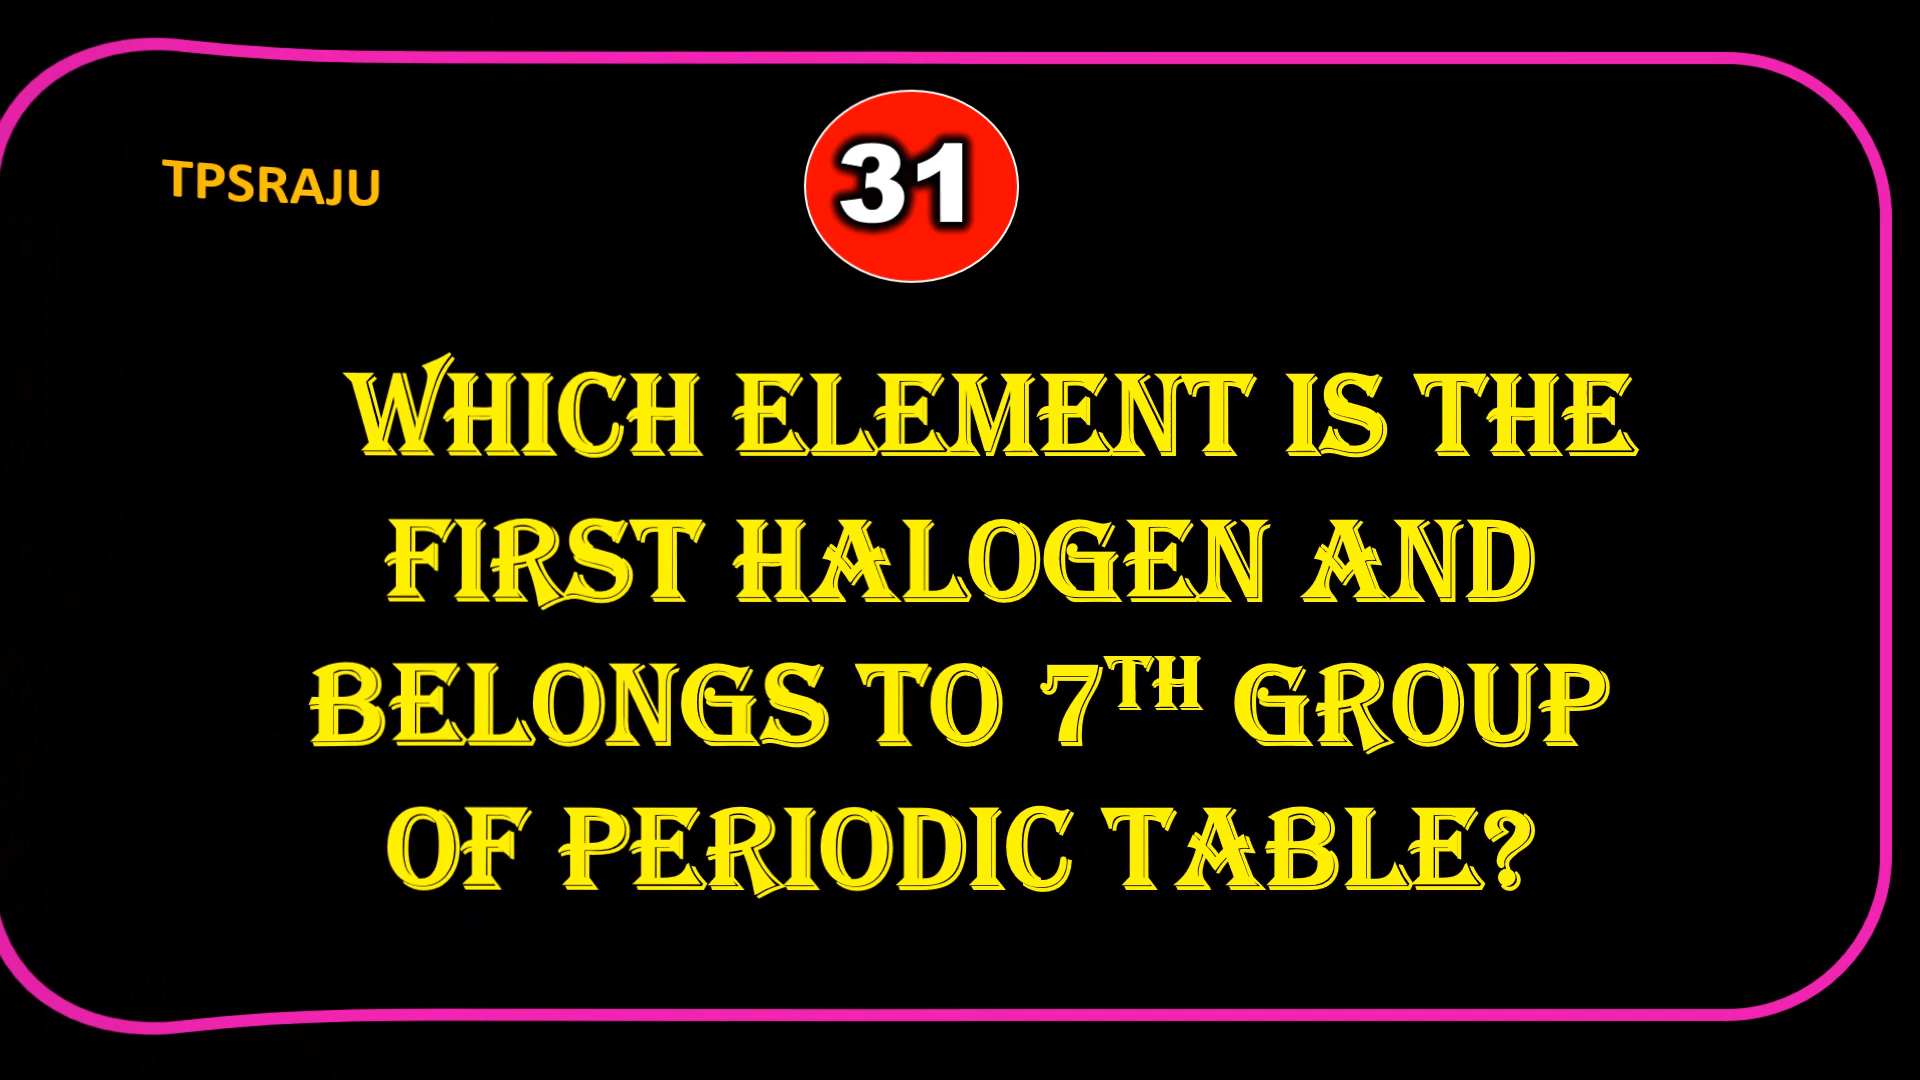 31
TPSRAJU
WHICH ELEMENT IS THE
FIRST HALOGEN AND
BELONGS TO 7TH GROUP
OF PERIODIC TABLE?